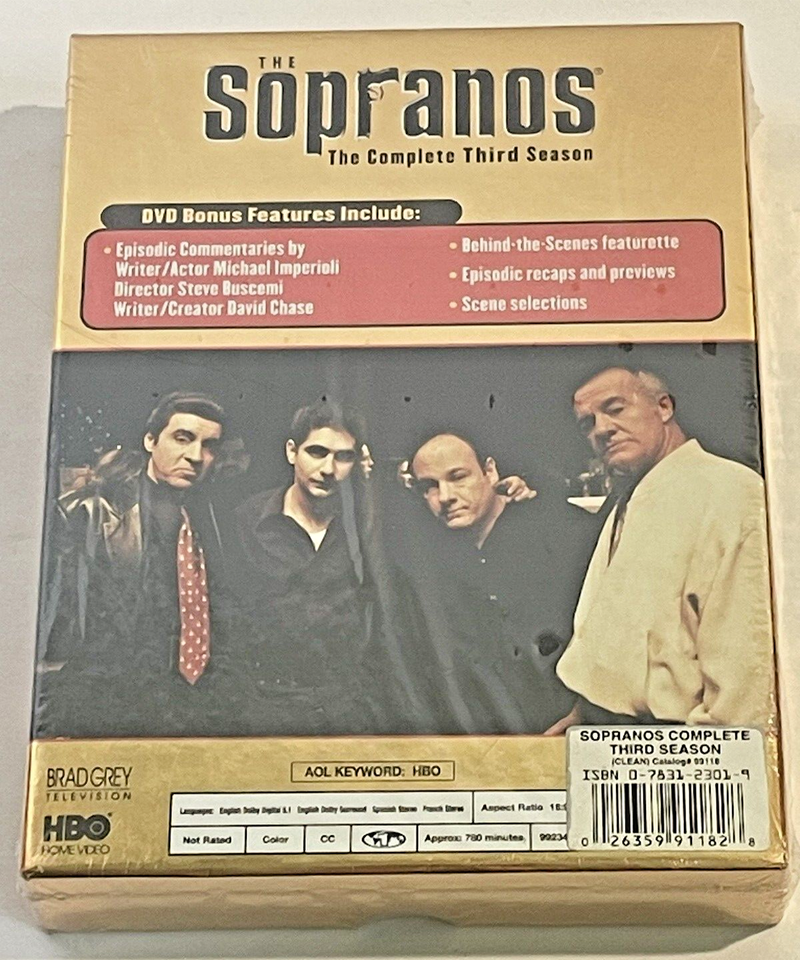 THE
Sopranos®
The Complete Third Season
DVD Bonus Features Include:
• Episodic Commentaries by
Writer/Actor Michael Imperioli
Director Steve Buscemi
Writer/Creator David Chase
• Behind-the-Scenes featurette
• Episodic recaps and previews
• Scene selections
BRAD GREY
TELEVISION
HBO
HOME VIDEO
AOL KEYWORD: HBO
Languages: English Dolby Digital 5.1 English Dolby Surround Spanish Stereo French Stereo
Aspect Ratio 16:9
Not Rated
Color
CC
Approx: 780 minutes
99234
SOPRANOS COMPLETE
THIRD SEASON
(CLEAN) Catalog# 99118
ISBN 0-7831-2301-9
0 26359 91182 8